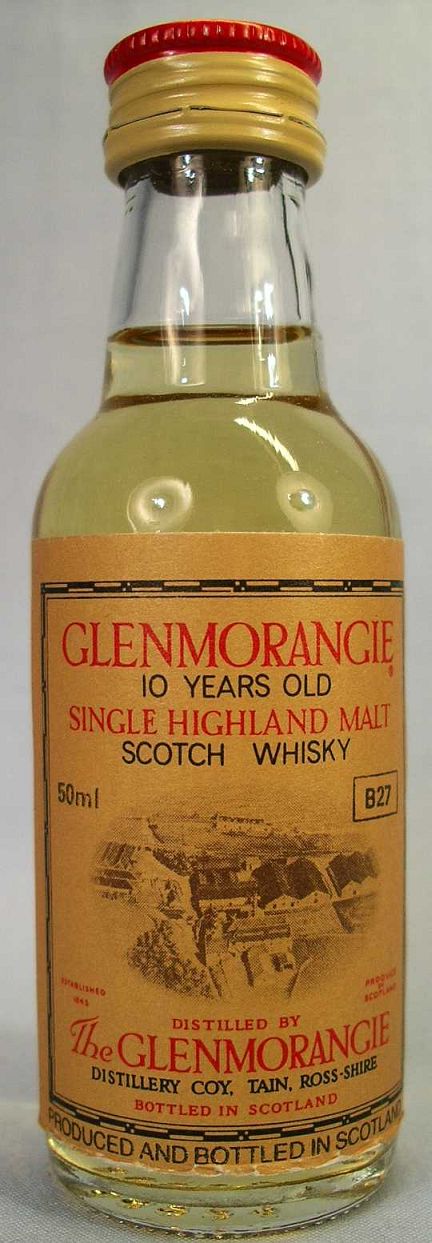 GLENMORANGIE
10 YEARS OLD
SINGLE HIGHLAND MALT
SCOTCH WHISKY
50ml
B27
ESTABLISHED
1843
PRODUCE
OF
SCOTLAND
DISTILLED BY
The GLENMORANGIE
DISTILLERY COY, TAIN, ROSS-SHIRE
BOTTLED IN SCOTLAND
PRODUCED AND BOTTLED IN SCOTLAND